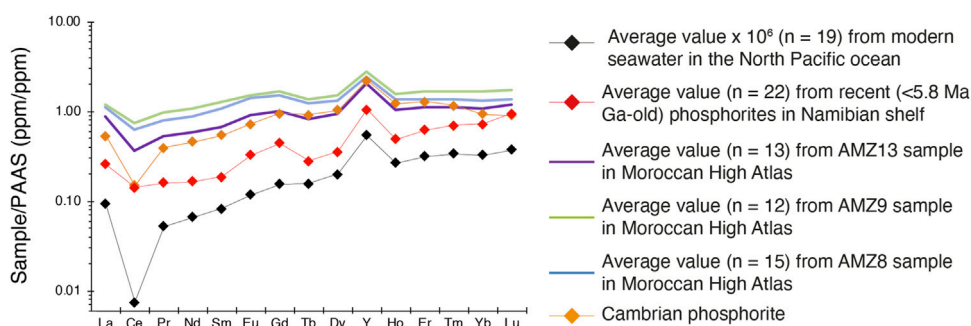 10.00
1.00
0.10
0.01
Sample/PAAS (ppm/ppm)
La Ce Pr Nd Sm Eu Gd Tb Dy Y Ho Er Tm Yb Lu
Average value x 10⁶ (n = 19) from modern
seawater in the North Pacific ocean
Average value (n = 22) from recent (<5.8 Ma
Ga-old) phosphorites in Namibian shelf
Average value (n = 13) from AMZ13 sample
in Moroccan High Atlas
Average value (n = 12) from AMZ9 sample
in Moroccan High Atlas
Average value (n = 15) from AMZ8 sample
in Moroccan High Atlas
Cambrian phosphorite